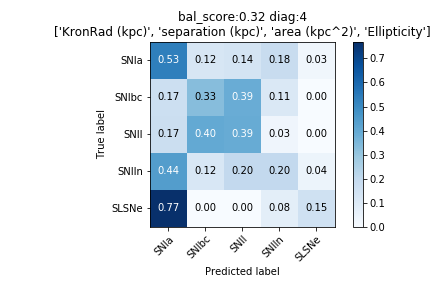 bal_score:0.32 diag:4
['KronRad (kpc)', 'separation (kpc)', 'area (kpc^2)', 'Ellipticity']
SNIa 0.53 0.12 0.14 0.18 0.03
SNIbc 0.17 0.33 0.39 0.11 0.00
SNII 0.17 0.40 0.39 0.03 0.00
SNIIn 0.44 0.12 0.20 0.20 0.04
SLSNe 0.77 0.00 0.00 0.08 0.15
True label
SNIa SNIbc SNII SNIIn SLSNe
Predicted label
0.7
0.6
0.5
0.4
0.3
0.2
0.1
0.0